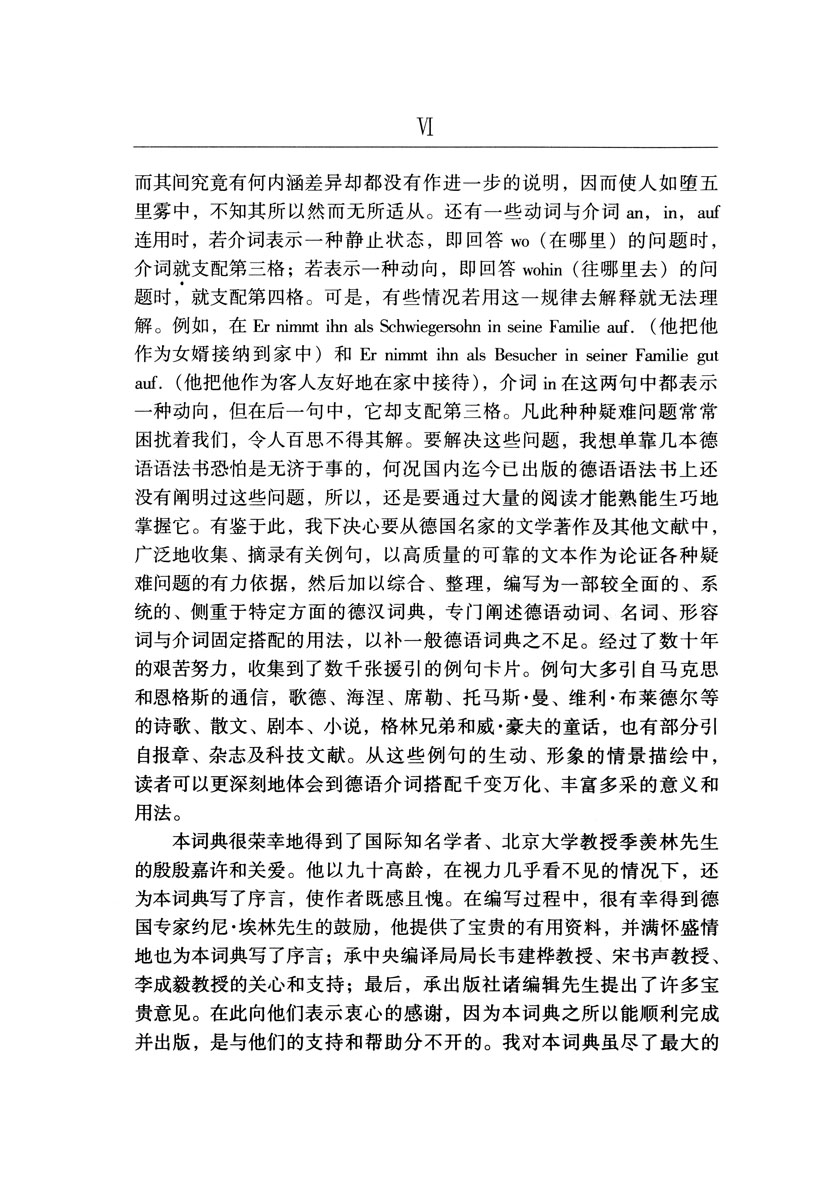 Ⅵ
而其间究竟有何内涵差异却都没有作进一步的说明，因而使人如堕五
里雾中，不知其所以然而无所适从。还有一些动词与介词 an，in，auf
连用时，若介词表示一种静止状态，即回答 wo（在哪里）的问题时，
介词就支配第三格；若表示一种动向，即回答 wohin（往哪里去）的问
题时，就支配第四格。可是，有些情况若用这一规律去解释就无法理
解。例如，在 Er nimmt ihn als Schwiegersohn in seine Familie auf.（他把他
作为女婿接纳到家中）和 Er nimmt ihn als Besucher in seiner Familie gut
auf.（他把他作为客人友好地在家中接待），介词 in 在这两句中都表示
一种动向，但在后一句中，它却支配第三格。凡此种种疑难问题常常
困扰着我们，令人百思不得其解。要解决这些问题，我想单靠几本德
语语法书恐怕是无济于事的，何况国内迄今已出版的德语语法书上还
没有阐明过这些问题，所以，还是要通过大量的阅读才能熟能生巧地
掌握它。有鉴于此，我下决心要从德国名家的文学著作及其他文献中，
广泛地收集、摘录有关例句，以高质量的可靠的文本作为论证各种疑
难问题的有力依据，然后加以综合、整理，编写为一部较全面的、系
统的、侧重于特定方面的德汉词典，专门阐述德语动词、名词、形容
词与介词固定搭配的用法，以补一般德语词典之不足。经过了数十年
的艰苦努力，收集到了数千张援引的例句卡片。例句大多引自马克思
和恩格斯的通信，歌德、海涅、席勒、托马斯·曼、维利·布莱德尔等
的诗歌、散文、剧本、小说，格林兄弟和威·豪夫的童话，也有部分引
自报章、杂志及科技文献。从这些例句的生动、形象的情景描绘中，
读者可以更深刻地体会到德语介词搭配千变万化、丰富多采的意义和
用法。
本词典很荣幸地得到了国际知名学者、北京大学教授季羡林先生
的殷殷嘉许和关爱。他以九十高龄，在视力几乎看不见的情况下，还
为本词典写了序言，使作者既感且愧。在编写过程中，很有幸得到德
国专家约尼·埃林先生的鼓励，他提供了宝贵的有用资料，并满怀盛情
地也为本词典写了序言；承中央编译局局长韦建桦教授、宋书声教授、
李成毅教授的关心和支持；最后，承出版社诸编辑先生提出了许多宝
贵意见。在此向他们表示衷心的感谢，因为本词典之所以能顺利完成
并出版，是与他们的支持和帮助分不开的。我对本词典虽尽了最大的